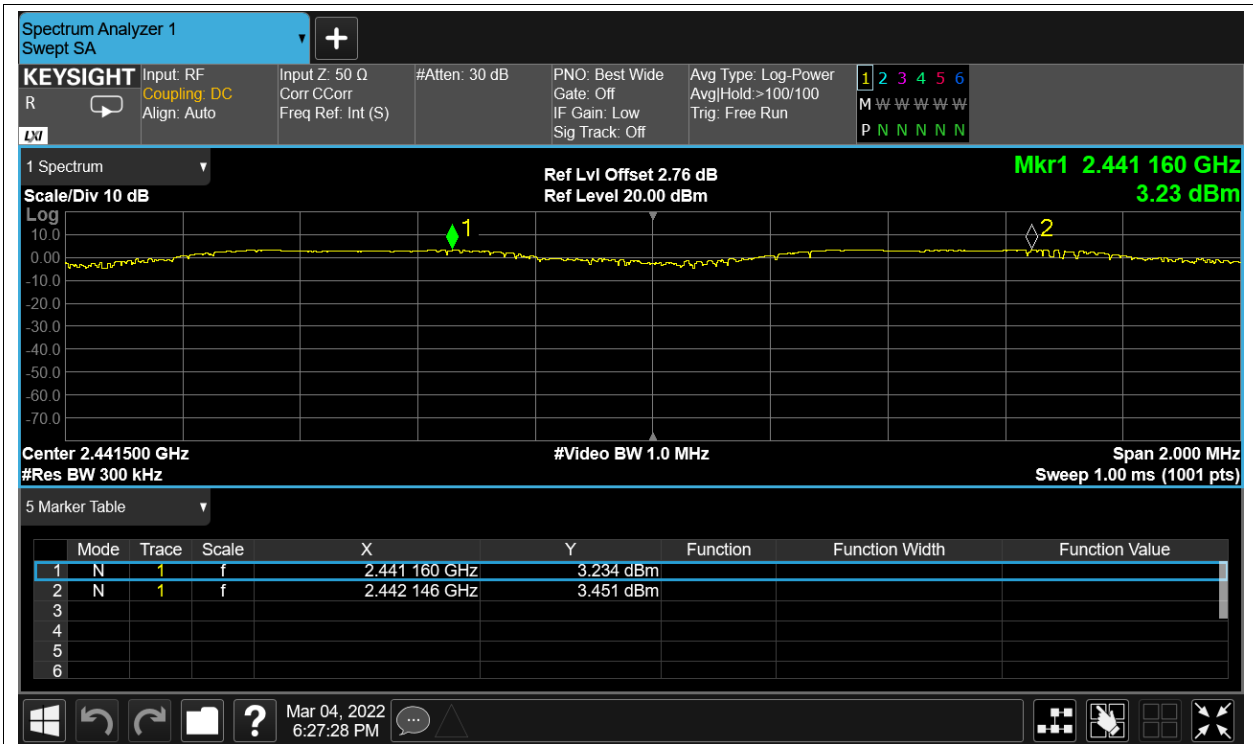 Spectrum Analyzer 1
Swept SA
KEYSIGHT Input: RF Input Z: 50 Ω #Atten: 30 dB PNO: Best Wide Avg Type: Log-Power 1 2 3 4 5 6
R Coupling: DC Corr CCorr Gate: Off Avg|Hold:>100/100 M W W W W W
Align: Auto Freq Ref: Int (S) IF Gain: Low Trig: Free Run
LXI Sig Track: Off P N N N N N
1 Spectrum Ref Lvl Offset 2.76 dB Mkr1 2.441 160 GHz
Scale/Div 10 dB Ref Level 20.00 dBm 3.23 dBm
Log
1 2
10.0
0.00
-10.0
-20.0
-30.0
-40.0
-50.0
-60.0
-70.0
Center 2.441500 GHz #Video BW 1.0 MHz Span 2.000 MHz
#Res BW 300 kHz Sweep 1.00 ms (1001 pts)
5 Marker Table
Mode Trace Scale X Y Function Function Width Function Value
1 N 1 f 2.441 160 GHz 3.234 dBm
2 N 1 f 2.442 146 GHz 3.451 dBm
3
4
5
6
? Mar 04, 2022
6:27:28 PM